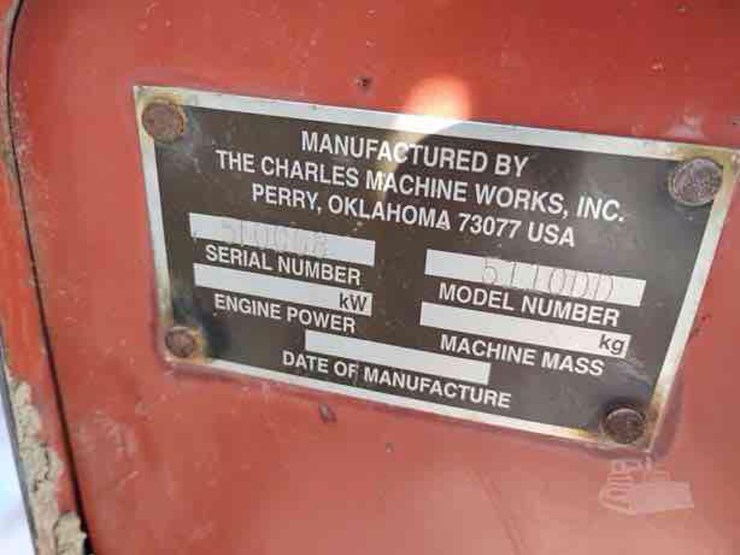 MANUFACTURED BY
THE CHARLES MACHINE WORKS, INC.
PERRY, OKLAHOMA 73077 USA
5110DD
SERIAL NUMBER
MODEL NUMBER
kW
ENGINE POWER
kg
MACHINE MASS
DATE OF MANUFACTURE